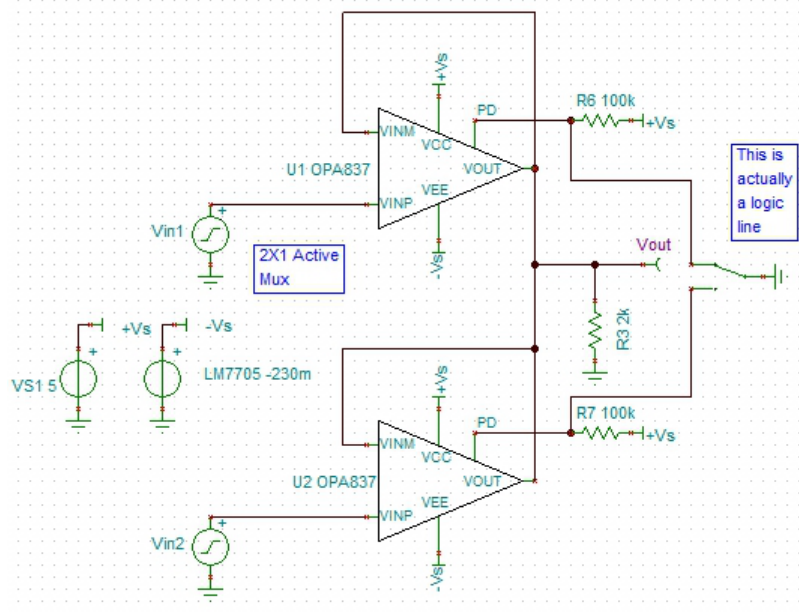 +Vs
PD
R6 100k
+Vs
VINM
VCC
U1 OPA837
VOUT
VEE
VINP
This is
actually
a logic
line
+
Vin1
-Vs
2X1 Active
Mux
Vout
+Vs
-Vs
R3 2k
+
+
VS1 5
LM7705 -230m
+Vs
PD
R7 100k
+Vs
VINM
VCC
U2 OPA837
VOUT
VEE
VINP
+
Vin2
-Vs